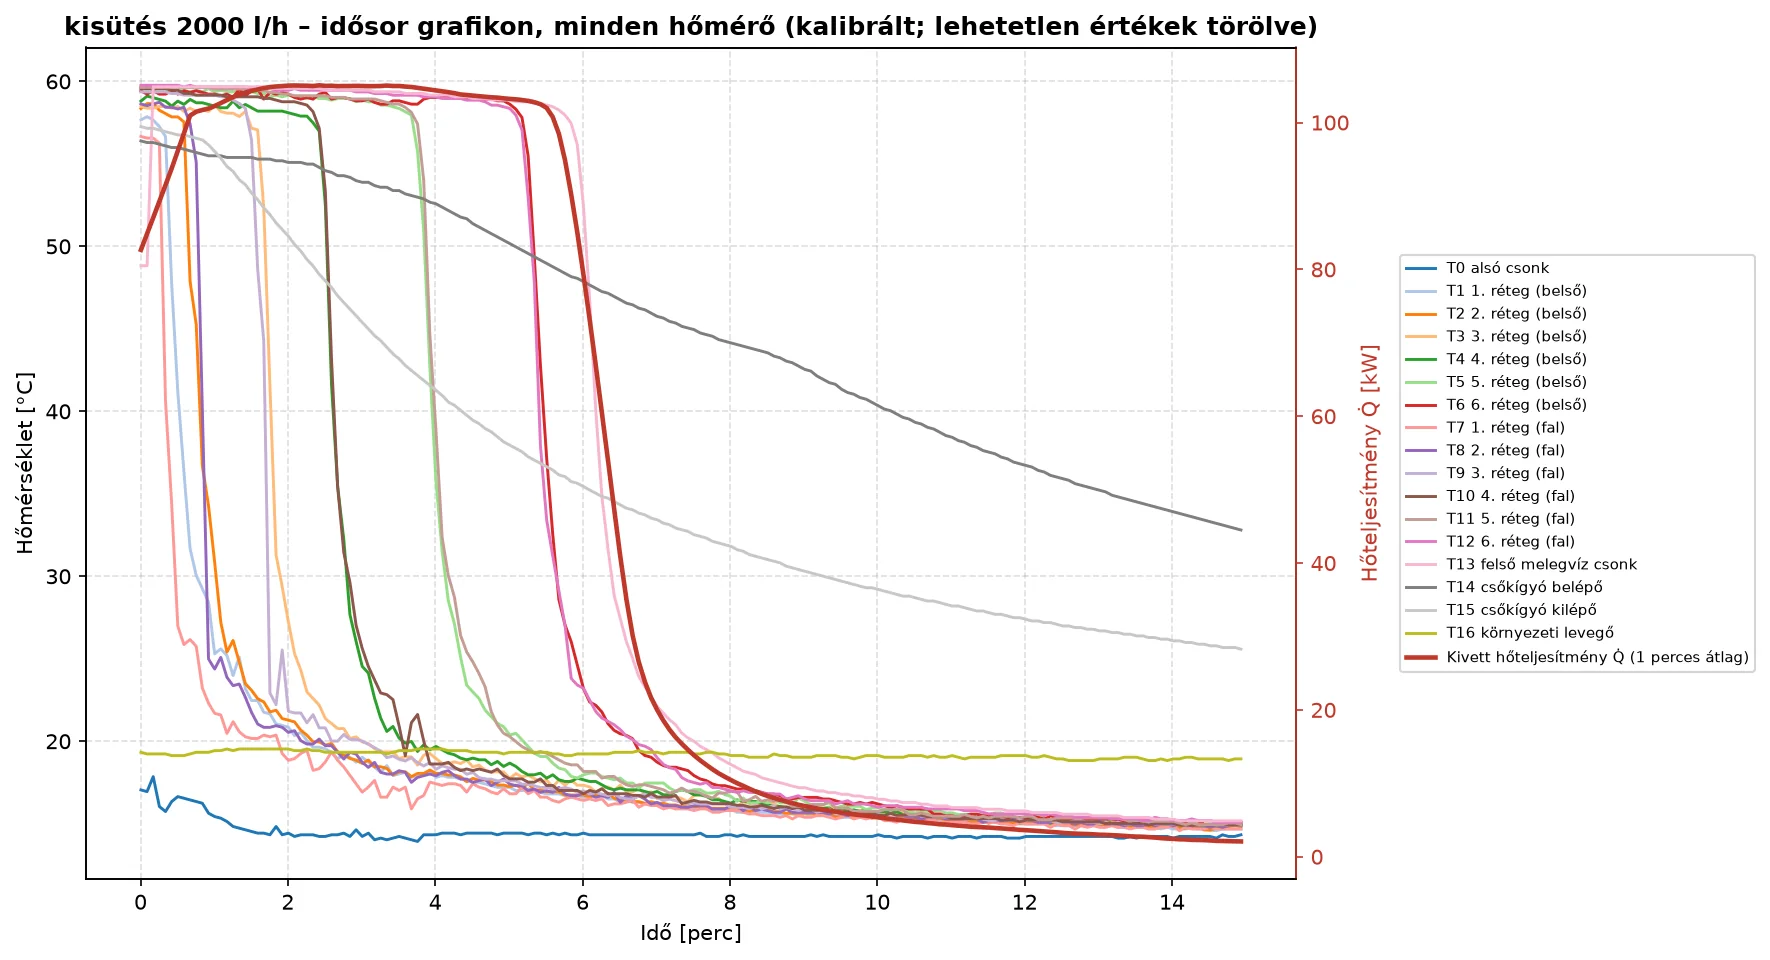 kisütés 2000 l/h – idősor grafikon, minden hőmérő (kalibrált; lehetetlen értékek törölve)
Hőmérséklet [°C]
60
50
40
30
20
0
2
4
6
8
10
12
14
Idő [perc]
100
80
60
40
20
0
Hőteljesítmény Q̇ [kW]
T0 alsó csonk
T1 1. réteg (belső)
T2 2. réteg (belső)
T3 3. réteg (belső)
T4 4. réteg (belső)
T5 5. réteg (belső)
T6 6. réteg (belső)
T7 1. réteg (fal)
T8 2. réteg (fal)
T9 3. réteg (fal)
T10 4. réteg (fal)
T11 5. réteg (fal)
T12 6. réteg (fal)
T13 felső melegvíz csonk
T14 csőkígyó belépő
T15 csőkígyó kilépő
T16 környezeti levegő
Kivett hőteljesítmény Q̇ (1 perces átlag)